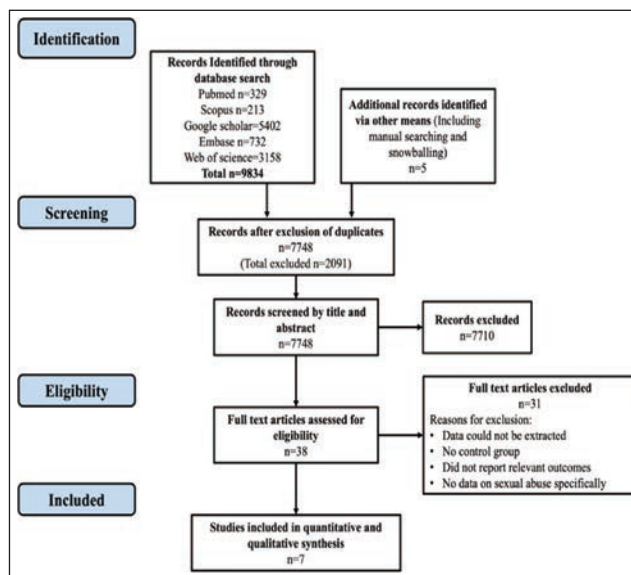 Identification
Records Identified through
database search
Pubmed n=329
Scopus n=213
Google scholar=5402
Embase n=732
Web of science=3158
Total n=9834
Additional records identified
via other means (Including
manual searching and
snowballing)
n=5
Screening
Records after exclusion of duplicates
n=7748
(Total excluded n=2091)
Records screened by title and
abstract
n=7748
Records excluded
n=7710
Eligibility
Full text articles assessed for
eligibility
n=38
Full text articles excluded
n=31
Reasons for exclusion:
• Data could not be extracted
• No control group
• Did not report relevant outcomes
• No data on sexual abuse specifically
Included
Studies included in quantitative and
qualitative synthesis
n=7